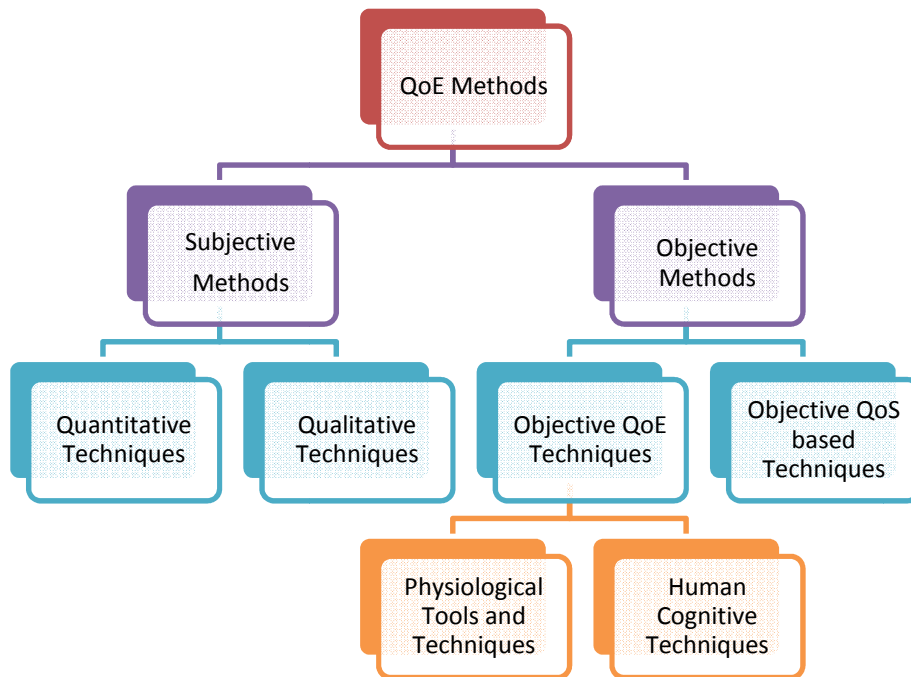 QoE Methods
Subjective
Methods
Objective
Methods
Quantitative
Techniques
Qualitative
Techniques
Objective QoE
Techniques
Objective QoS
based
Techniques
Physiological
Tools and
Techniques
Human
Cognitive
Techniques